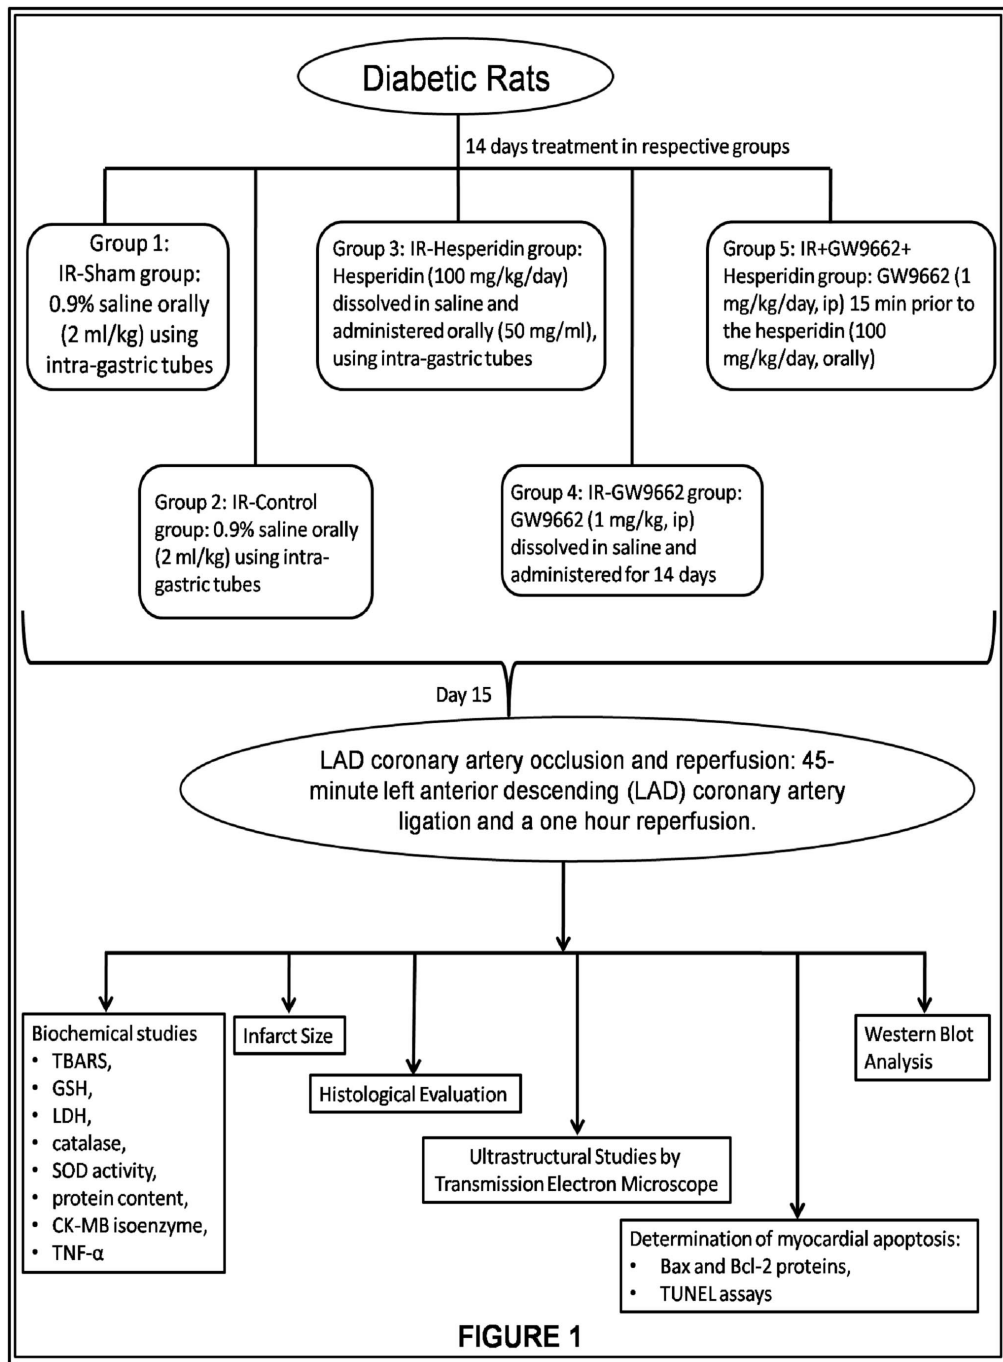 Diabetic Rats
14 days treatment in respective groups
Group 1:
IR-Sham group:
0.9% saline orally
(2 ml/kg) using
intra-gastric tubes
Group 3: IR-Hesperidin group:
Hesperidin (100 mg/kg/day)
dissolved in saline and
administered orally (50 mg/ml),
using intra-gastric tubes
Group 5: IR+GW9662+
Hesperidin group: GW9662 (1
mg/kg/day, ip) 15 min prior to
the hesperidin (100
mg/kg/day, orally)
Group 2: IR-Control
group: 0.9% saline orally
(2 ml/kg) using intra-
gastric tubes
Group 4: IR-GW9662 group:
GW9662 (1 mg/kg, ip)
dissolved in saline and
administered for 14 days
Day 15
LAD coronary artery occlusion and reperfusion: 45-
minute left anterior descending (LAD) coronary artery
ligation and a one hour reperfusion.
Biochemical studies
• TBARS,
• GSH,
• LDH,
• catalase,
• SOD activity,
• protein content,
• CK-MB isoenzyme,
• TNF-α
Infarct Size
Histological Evaluation
Ultrastructural Studies by
Transmission Electron Microscope
Determination of myocardial apoptosis:
• Bax and Bcl-2 proteins,
• TUNEL assays
Western Blot
Analysis
FIGURE 1